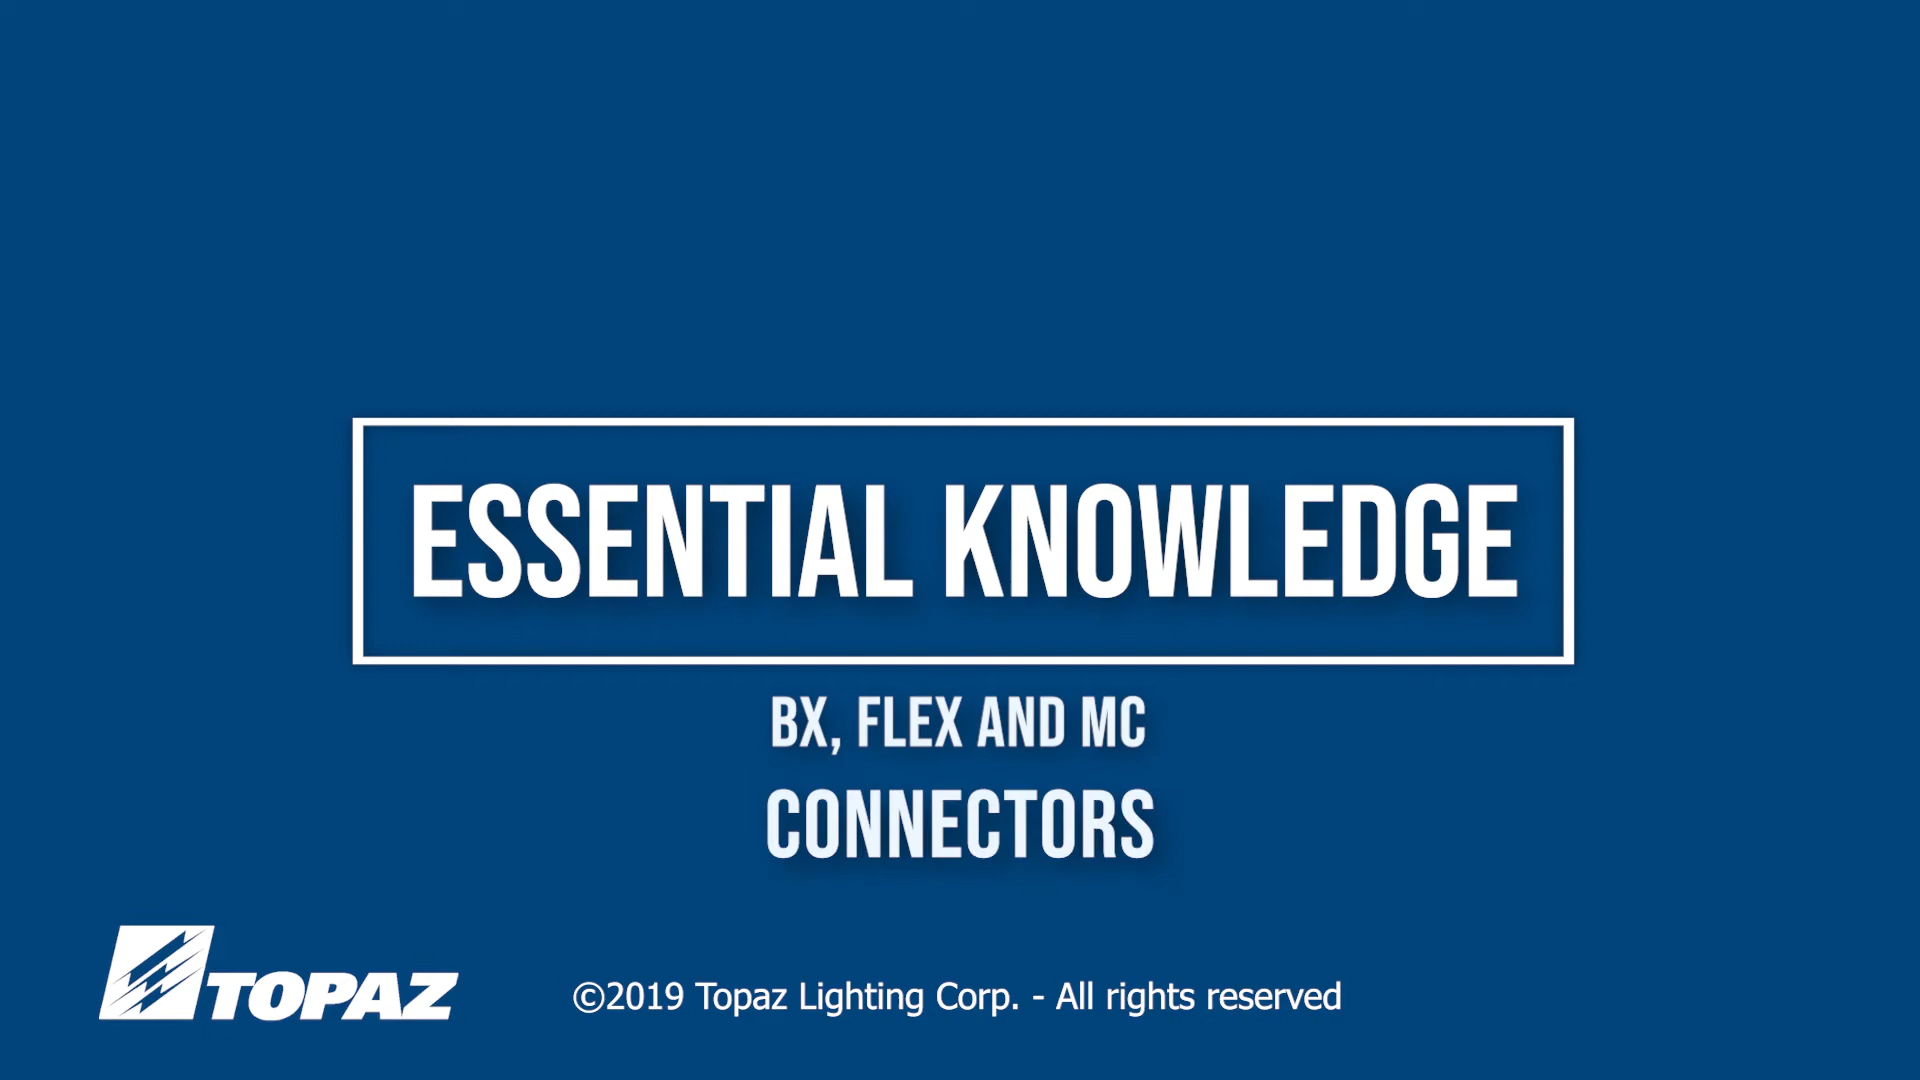 ESSENTIAL KNOWLEDGE
BX, FLEX AND MC
CONNECTORS
TOPAZ
©2019 Topaz Lighting Corp. - All rights reserved